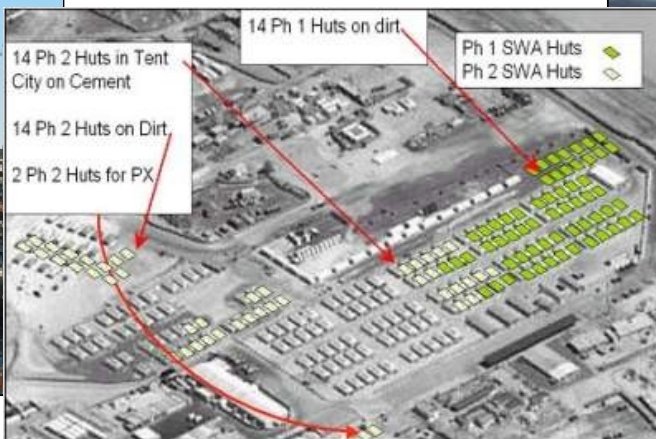 14 Ph 2 Huts in Tent
City on Cement
14 Ph 2 Huts on Dirt
2 Ph 2 Huts for PX
14 Ph 1 Huts on dirt
Ph 1 SWA Huts
Ph 2 SWA Huts